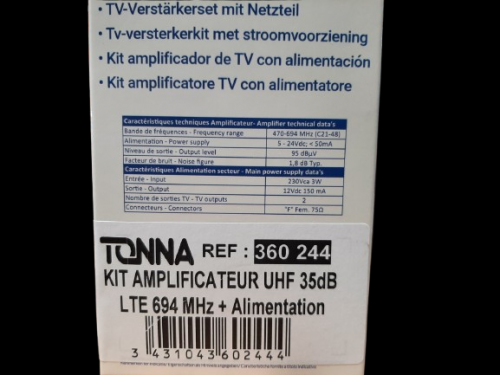 • TV-Verstärkerset mit Netzteil
• Tv-versterkerkit met stroomvoorziening
• Kit amplificador de TV con alimentación
• Kit amplificatore TV con alimentatore
Caractéristiques techniques Amplificateur- Amplifier technical data's
Bande de fréquences - Frequency range 470-694 MHz (C21-48)
Alimentation - Power supply 5 - 24Vdc; < 50mA
Niveau de sortie - Output level 95 dBµV
Facteur de bruit - Noise figure 1,8 dB Typ.
Caractéristiques Alimentation secteur - Main power supply data's
Entrée - Input 230Vca 3W
Sortie - Output 12Vdc 150 mA
Nombre de sorties TV - TV outputs 2
Connecteurs - Connectors "F" Fem. 75Ω
TONNA REF : 360 244
KIT AMPLIFICATEUR UHF 35dB
LTE 694 MHz + Alimentation
3 431043 602444